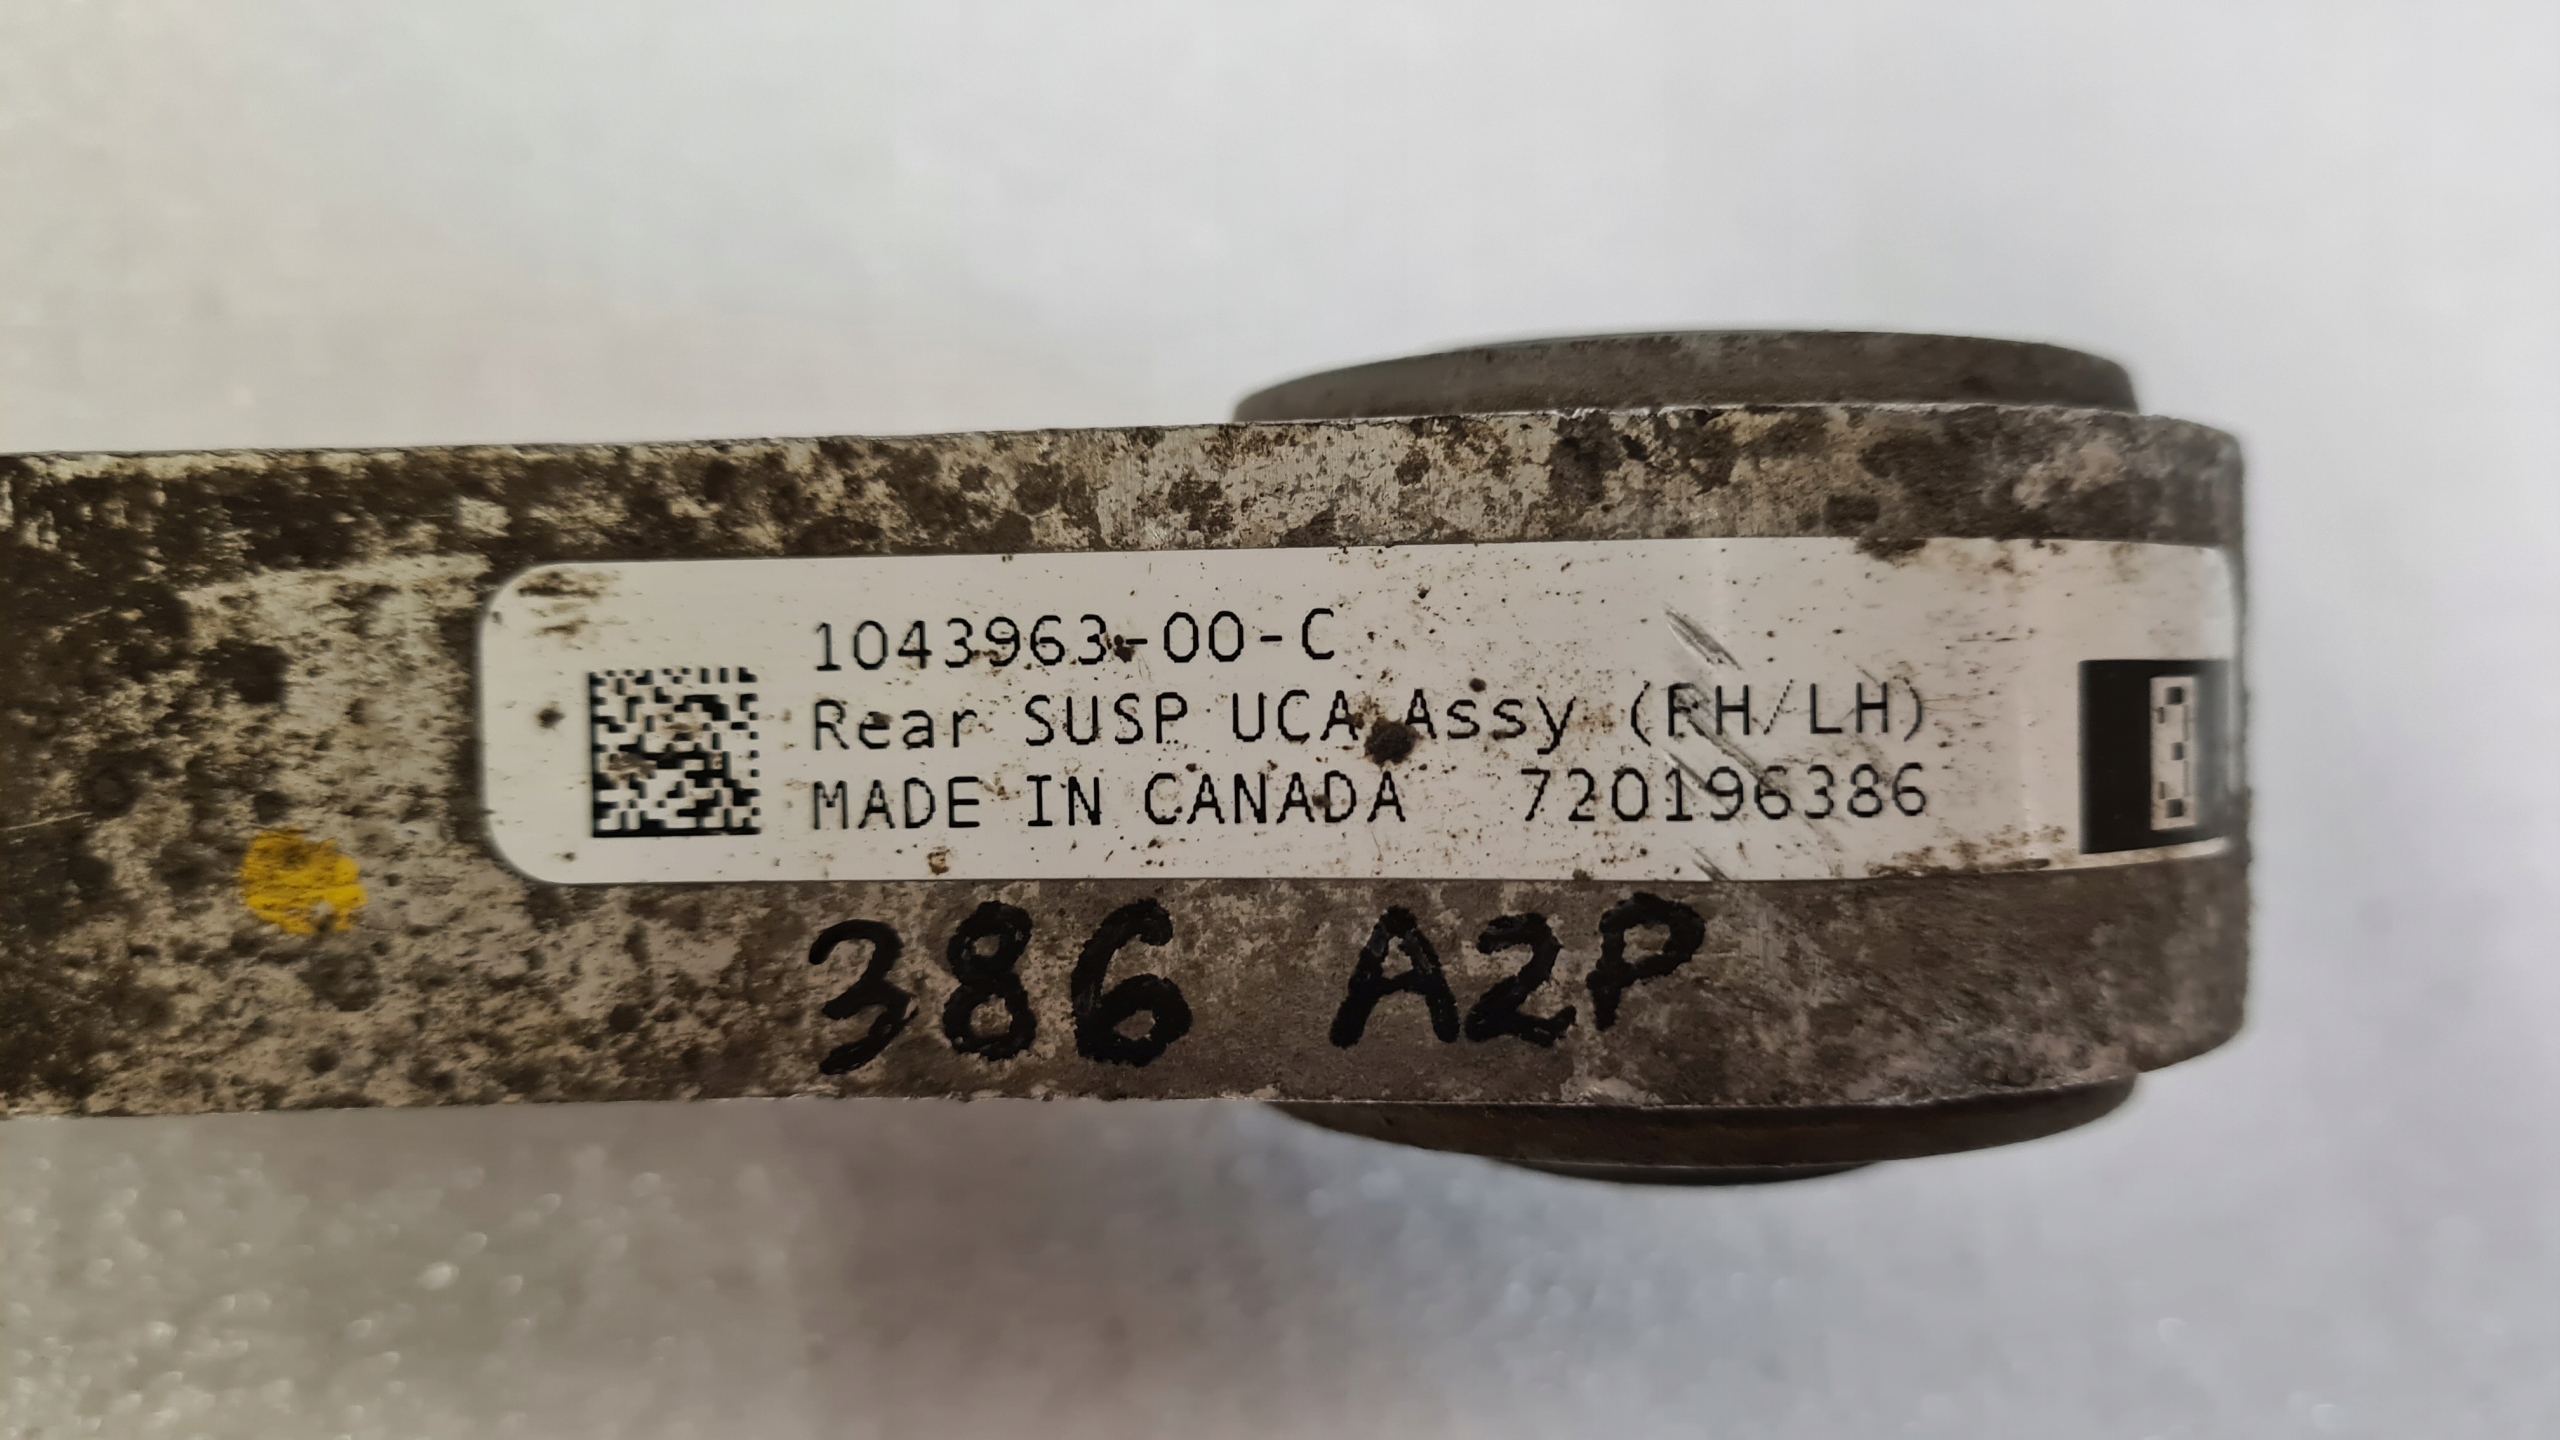 1043963-00-C
Rear SUSP UCA Assy (RH/LH)
MADE IN CANADA 720196386
386 A2P